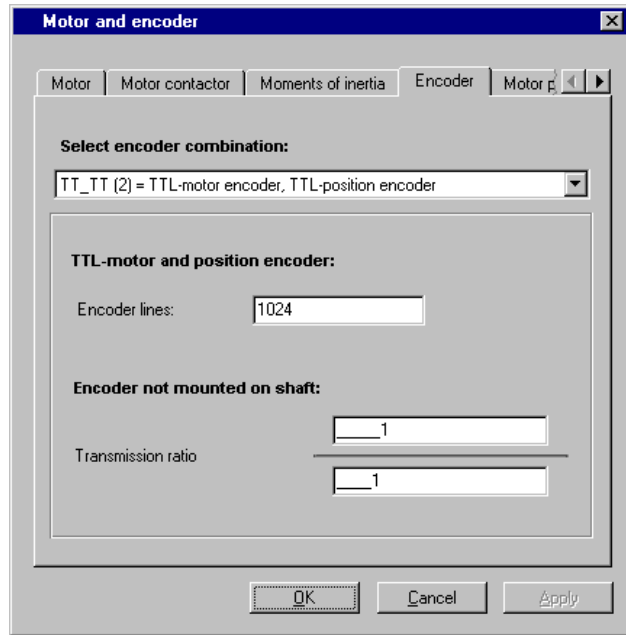 Motor and encoder
Motor
Motor contactor
Moments of inertia
Encoder
Motor p
Select encoder combination:
TT_TT (2) = TTL-motor encoder, TTL-position encoder
TTL-motor and position encoder:
Encoder lines: 1024
Encoder not mounted on shaft:
_____1
Transmission ratio
____1
OK
Cancel
Apply